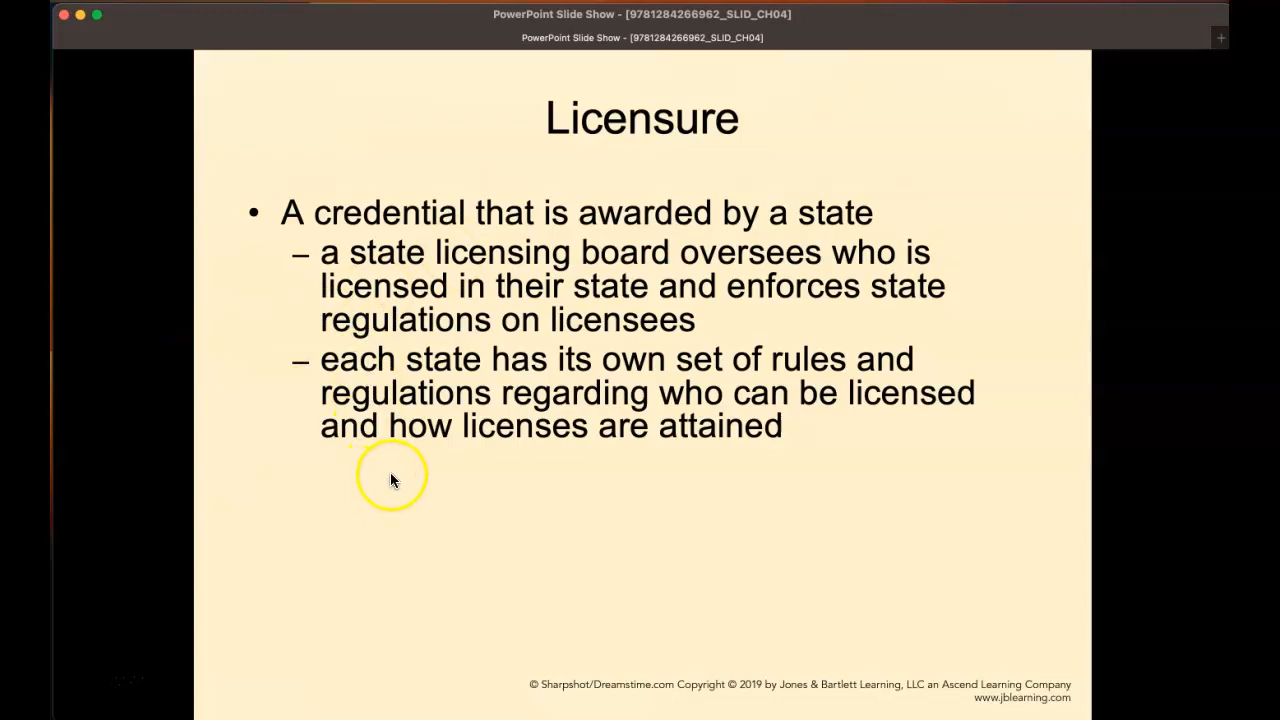 PowerPoint Slide Show - [9781284266962_SLID_CH04]
PowerPoint Slide Show - [9781284266962_SLID_CH04]
Licensure
• A credential that is awarded by a state
– a state licensing board oversees who is
licensed in their state and enforces state
regulations on licensees
– each state has its own set of rules and
regulations regarding who can be licensed
and how licenses are attained
© Sharpshot/Dreamstime.com Copyright © 2019 by Jones & Bartlett Learning, LLC an Ascend Learning Company
www.jblearning.com